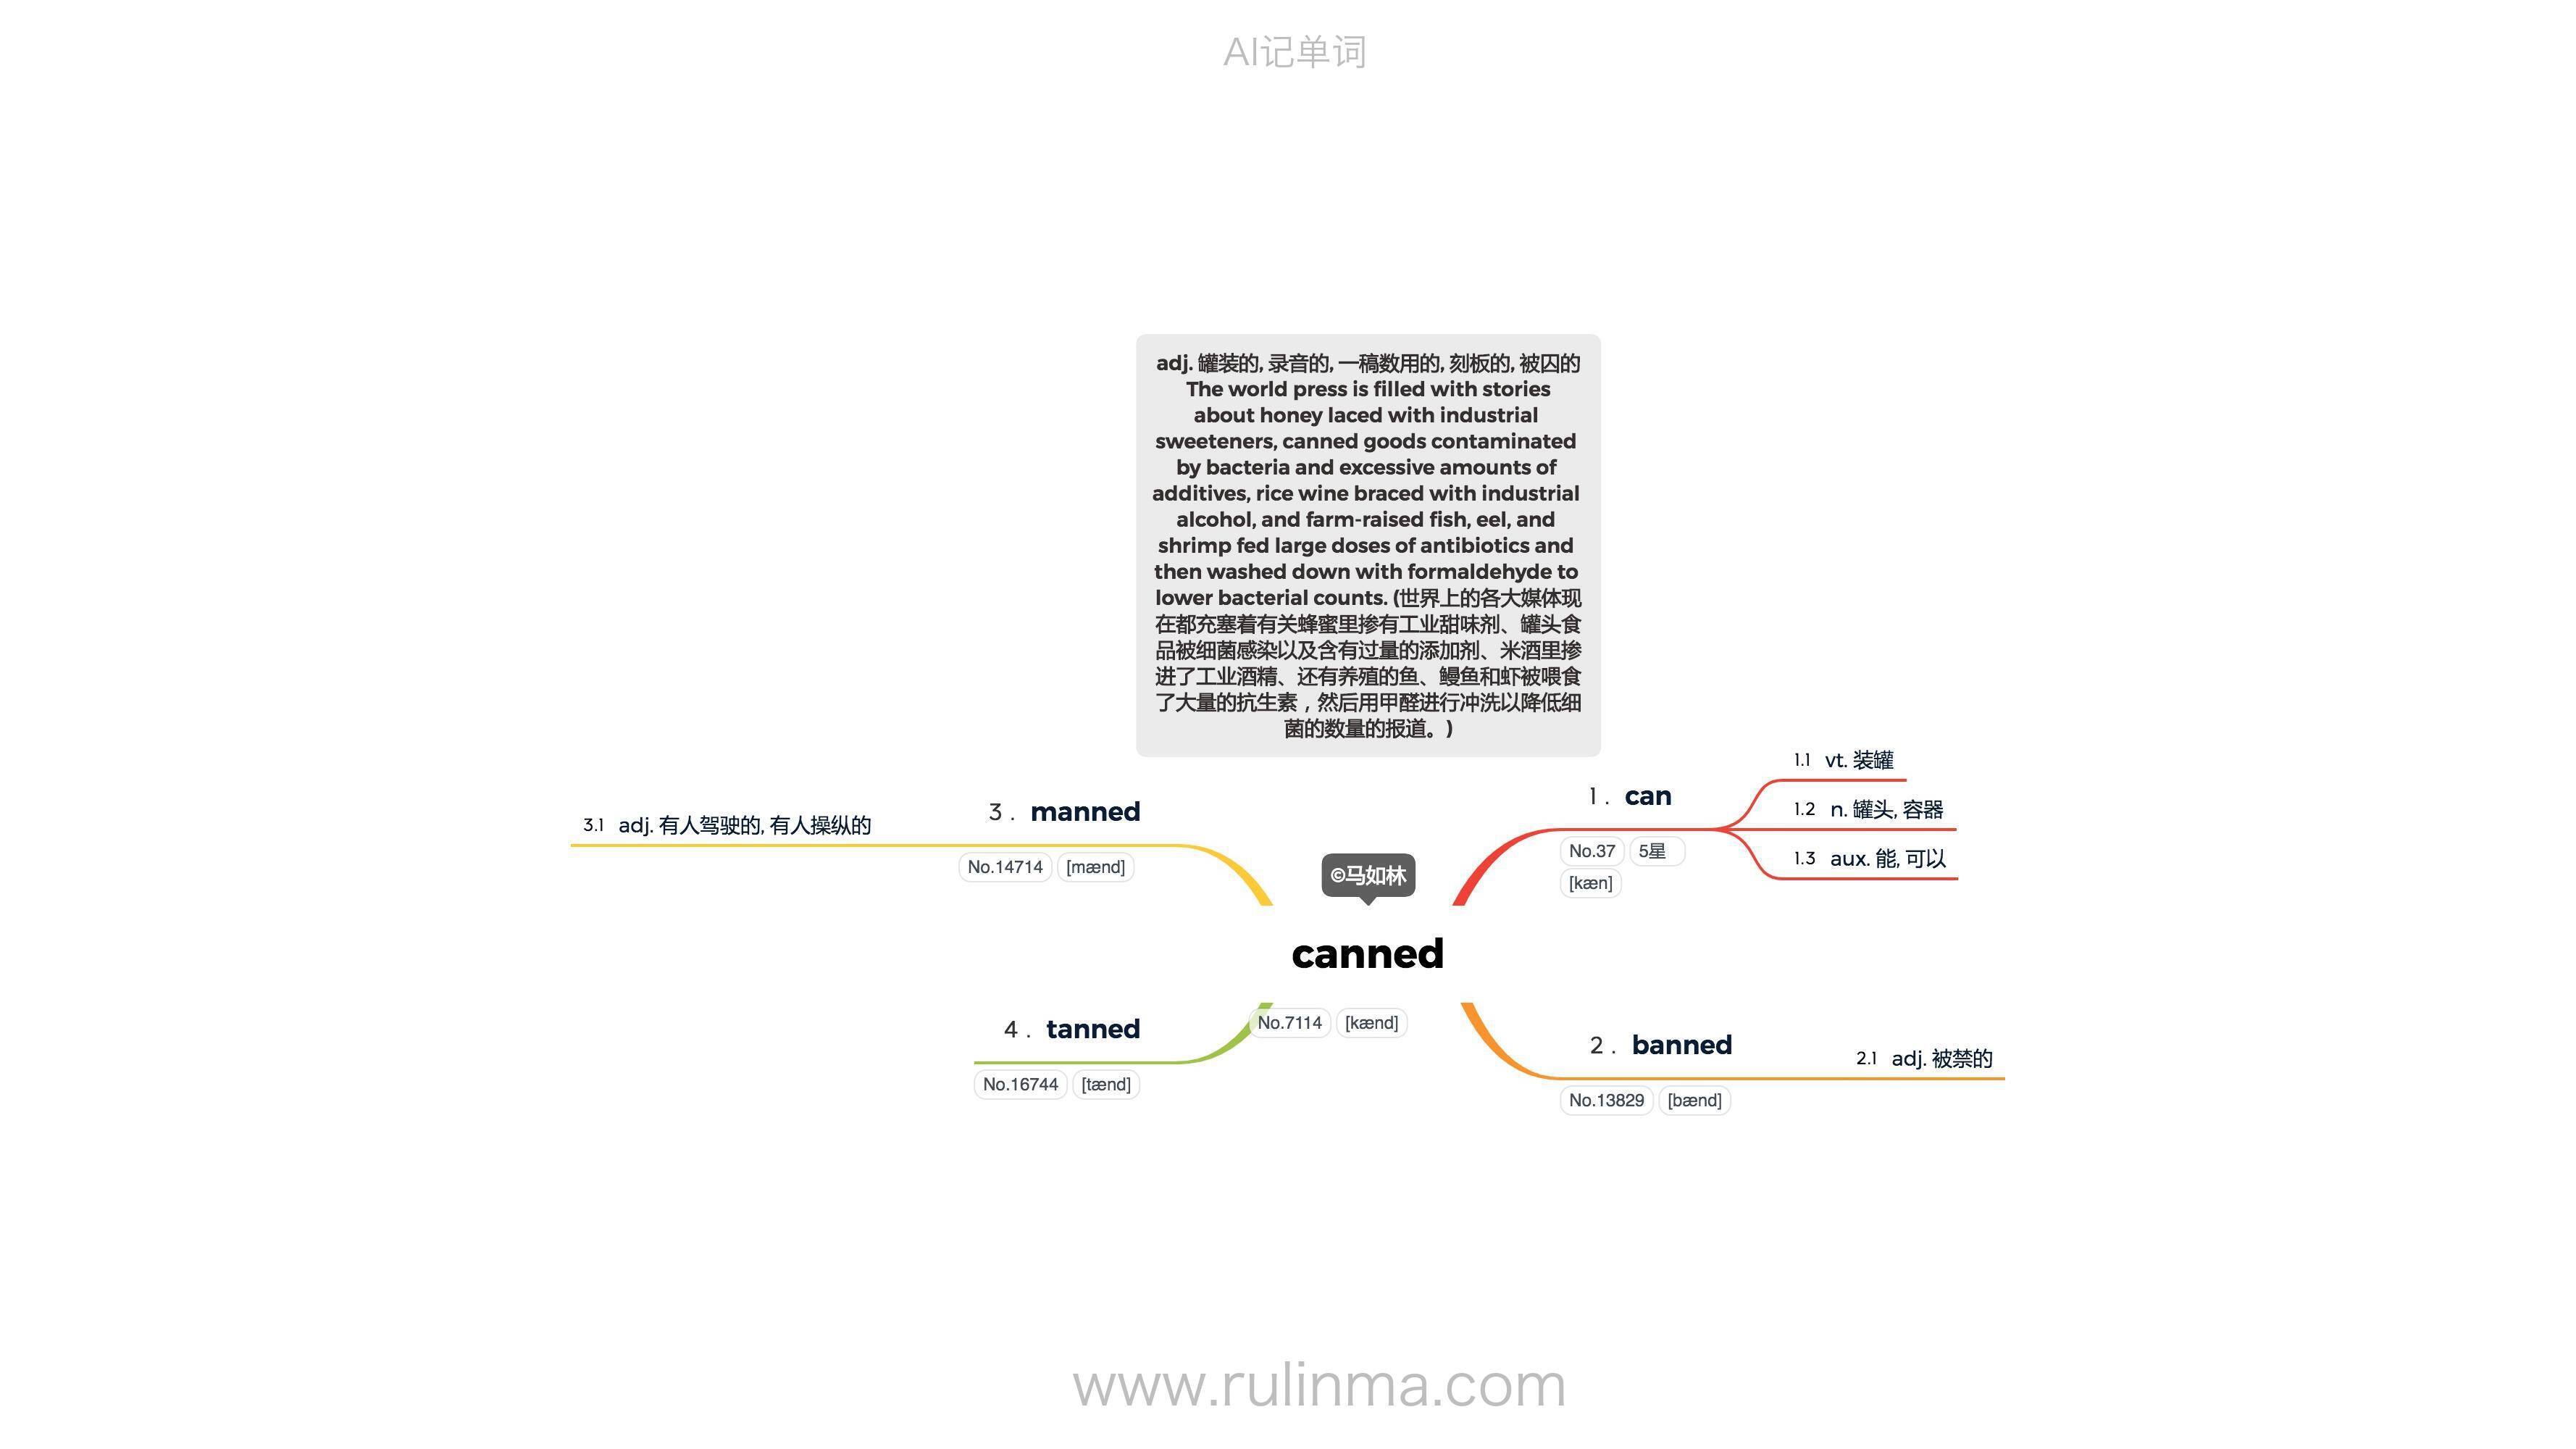 AI记单词
adj. 罐装的, 录音的, 一稿数用的, 刻板的, 被囚的
The world press is filled with stories
about honey laced with industrial
sweeteners, canned goods contaminated
by bacteria and excessive amounts of
additives, rice wine braced with industrial
alcohol, and farm-raised fish, eel, and
shrimp fed large doses of antibiotics and
then washed down with formaldehyde to
lower bacterial counts. (世界上的各大媒体现
在都充塞着有关蜂蜜里掺有工业甜味剂、罐头食
品被细菌感染以及含有过量的添加剂、米酒里掺
进了工业酒精、还有养殖的鱼、鳗鱼和虾被喂食
了大量的抗生素，然后用甲醛进行冲洗以降低细
菌的数量的报道。)
©马如林
canned
No.7114 [kænd]
1. can
No.37 5星
[kæn]
1.1 vt. 装罐
1.2 n. 罐头, 容器
1.3 aux. 能, 可以
2. banned
No.13829 [bænd]
2.1 adj. 被禁的
3. manned
No.14714 [mænd]
3.1 adj. 有人驾驶的, 有人操纵的
4. tanned
No.16744 [tænd]
www.rulinma.com